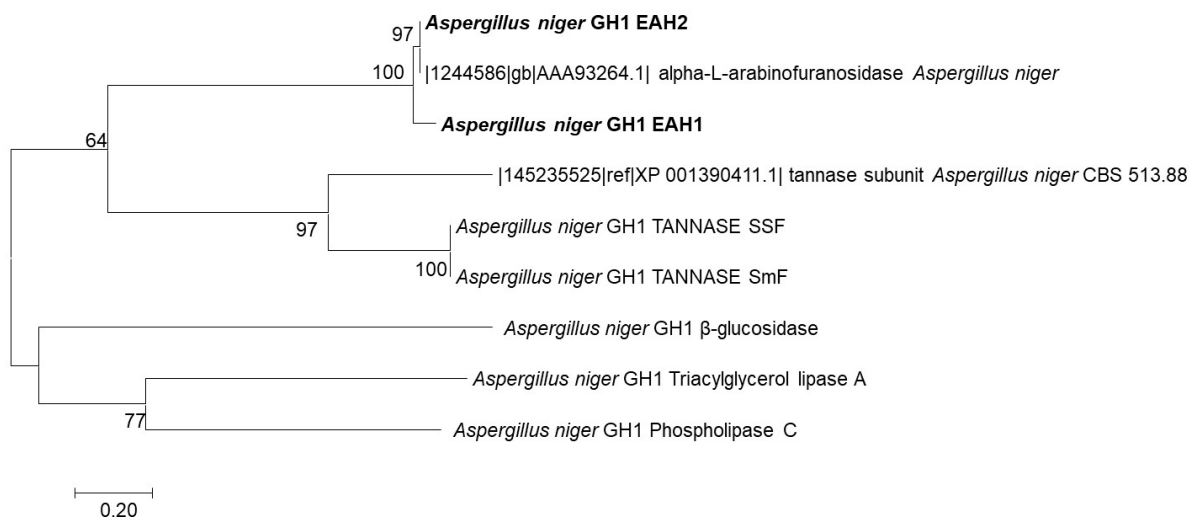 Aspergillus niger GH1 EAH2
97
|1244586|gb|AAA93264.1| alpha-L-arabinofuranosidase Aspergillus niger
100
Aspergillus niger GH1 EAH1
64
|145235525|ref|XP 001390411.1| tannase subunit Aspergillus niger CBS 513.88
Aspergillus niger GH1 TANNASE SSF
97
Aspergillus niger GH1 TANNASE SmF
100
Aspergillus niger GH1 β-glucosidase
Aspergillus niger GH1 Triacylglycerol lipase A
77
Aspergillus niger GH1 Phospholipase C
0.20